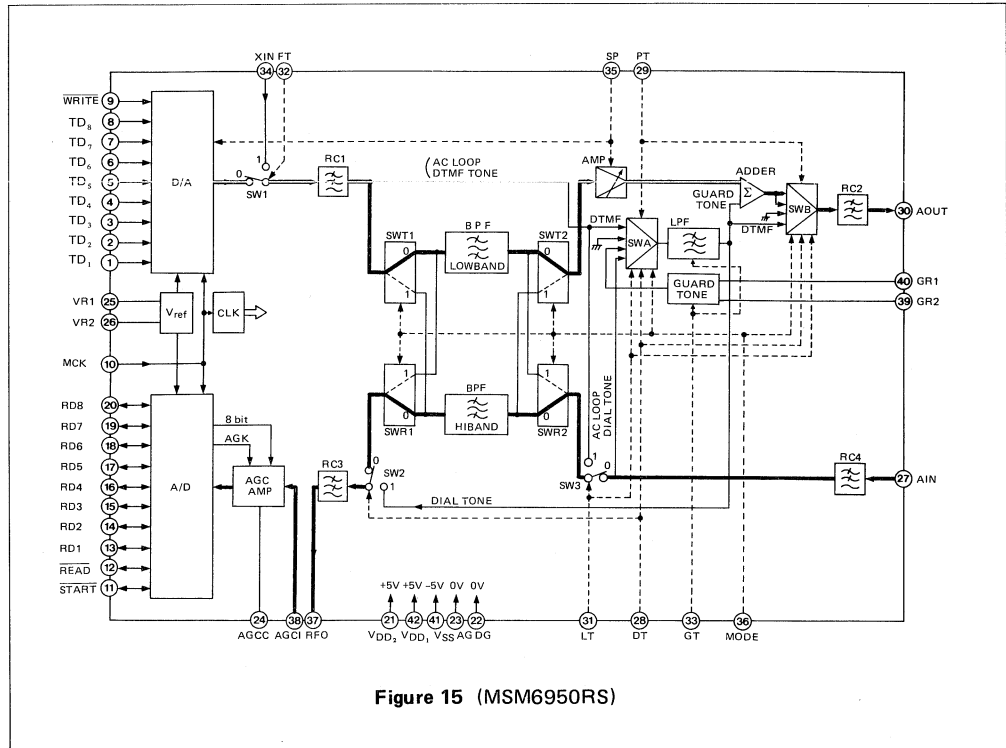 XIN FT
34 32
SP PT
35 29
WRITE 9
TD8 8
TD7 7
TD6 6
TD5 5
TD4 4
TD3 3
TD2 2
TD1 1
D/A
0
1
SW1
RC1
(AC LOOP
DTMF TONE
AMP
ADDER
Σ
GUARD
TONE
DTMF
SWA
LPF
DTMF
SWB
RC2
30 AOUT
SWT1
0
1
BPF
LOWBAND
SWT2
0
1
GUARD
TONE
40 GR1
39 GR2
VR1 25
VR2 26
Vref
CLK
MCK 10
SWR1
1
0
BPF
HIBAND
SWR2
1
0
AC LOOP
DIAL TONE
RD8 20
RD7 19
RD6 18
RD5 17
RD4 16
RD3 15
RD2 14
RD1 13
READ 12
START 11
A/D
8 bit
AGK
AGC
AMP
RC3
0
SW2
1
DIAL TONE
1
0
SW3
RC4
27 AIN
+5V +5V -5V 0V 0V
24 38 37 21 42 41 23 22 31 28 33 36
AGCC AGCI RFO VDD2 VDD1 VSS AG DG LT DT GT MODE
Figure 15 (MSM6950RS)